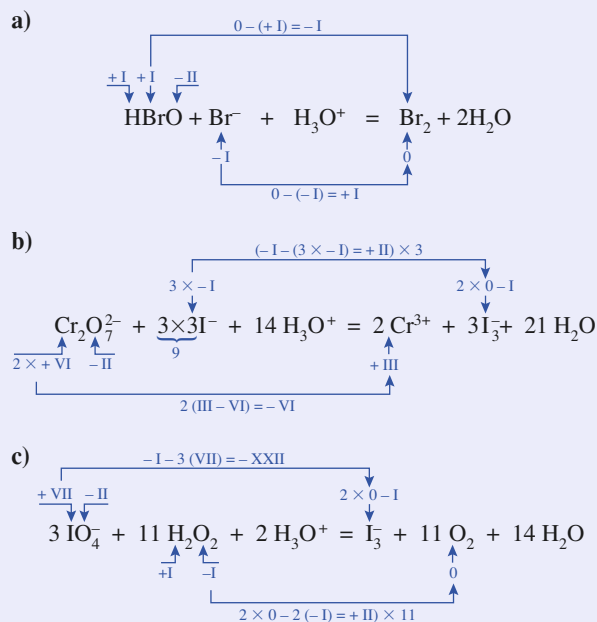 a)
0 – (+ I) = – I
+ I + I – II
HBrO + Br⁻ + H₃O⁺ = Br₂ + 2H₂O
– I 0
0 – (– I) = + I
b)
(– I – (3 × – I) = + II) × 3
3 × – I 2 × 0 – I
Cr₂O₇²⁻ + 3×3I⁻ + 14 H₃O⁺ = 2 Cr³⁺ + 3I₃⁻ + 21 H₂O
9
2 × + VI – II + III
2 (III – VI) = – VI
c)
– I – 3 (VII) = – XXII
+ VII – II 2 × 0 – I
3 IO₄⁻ + 11 H₂O₂ + 2 H₃O⁺ = I₃⁻ + 11 O₂ + 14 H₂O
+I –I 0
2 × 0 – 2 (– I) = + II) × 11